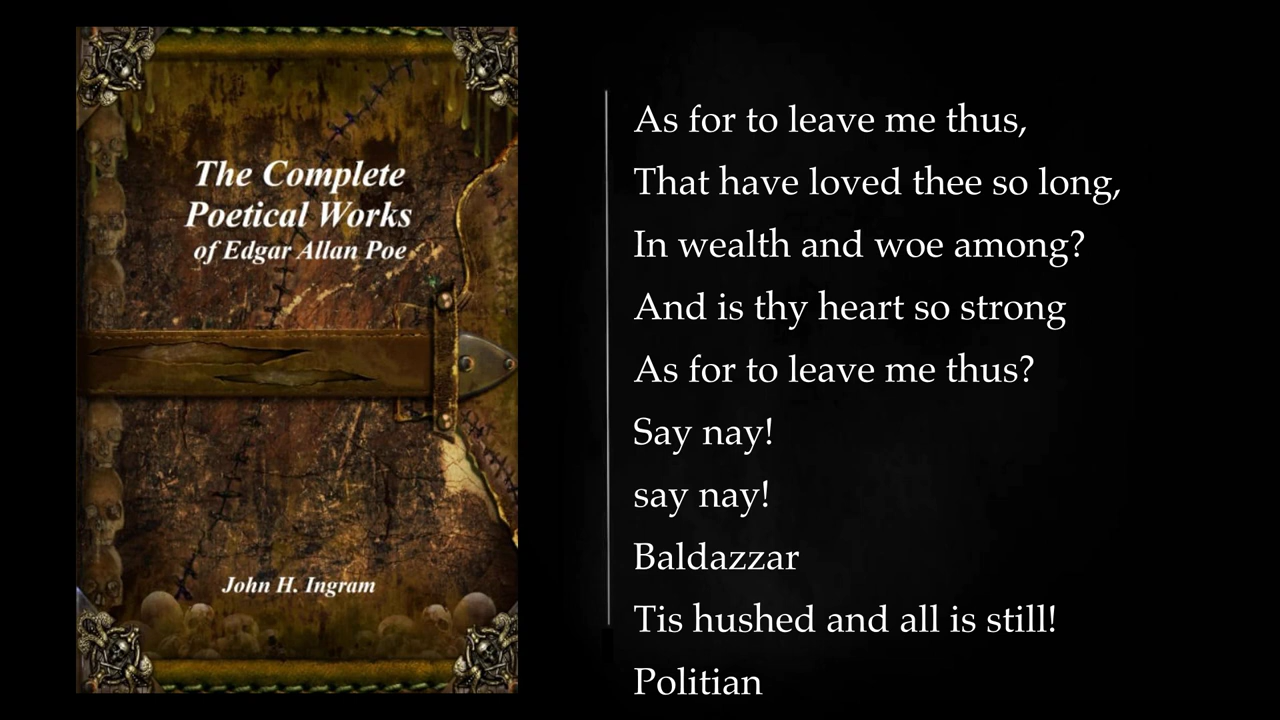 The Complete
Poetical Works
of Edgar Allan Poe
John H. Ingram
As for to leave me thus,
That have loved thee so long,
In wealth and woe among?
And is thy heart so strong
As for to leave me thus?
Say nay!
say nay!
Baldazzar
Tis hushed and all is still!
Politian